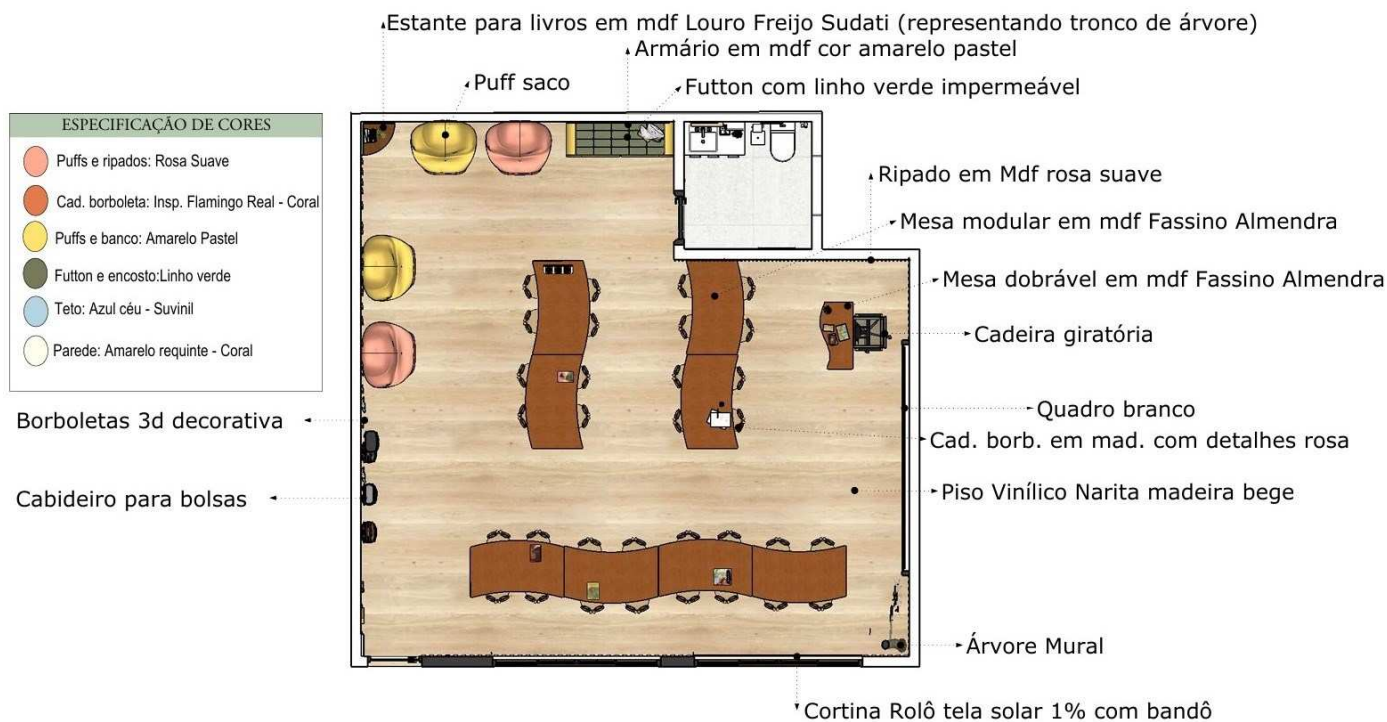 Estante para livros em mdf Louro Freijo Sudati (representando tronco de árvore)
Armário em mdf cor amarelo pastel
Puff saco
Futton com linho verde impermeável
ESPECIFICAÇÃO DE CORES
Puffs e ripados: Rosa Suave
Cad. borboleta: Insp. Flamingo Real - Coral
Puffs e banco: Amarelo Pastel
Futton e encosto:Linho verde
Teto: Azul céu - Suvinil
Parede: Amarelo requinte - Coral
Ripado em Mdf rosa suave
Mesa modular em mdf Fassino Almendra
Mesa dobrável em mdf Fassino Almendra
Cadeira giratória
Quadro branco
Borboletas 3d decorativa
Cad. borb. em mad. com detalhes rosa
Cabideiro para bolsas
Piso Vinílico Narita madeira bege
Árvore Mural
Cortina Rolô tela solar 1% com bandô